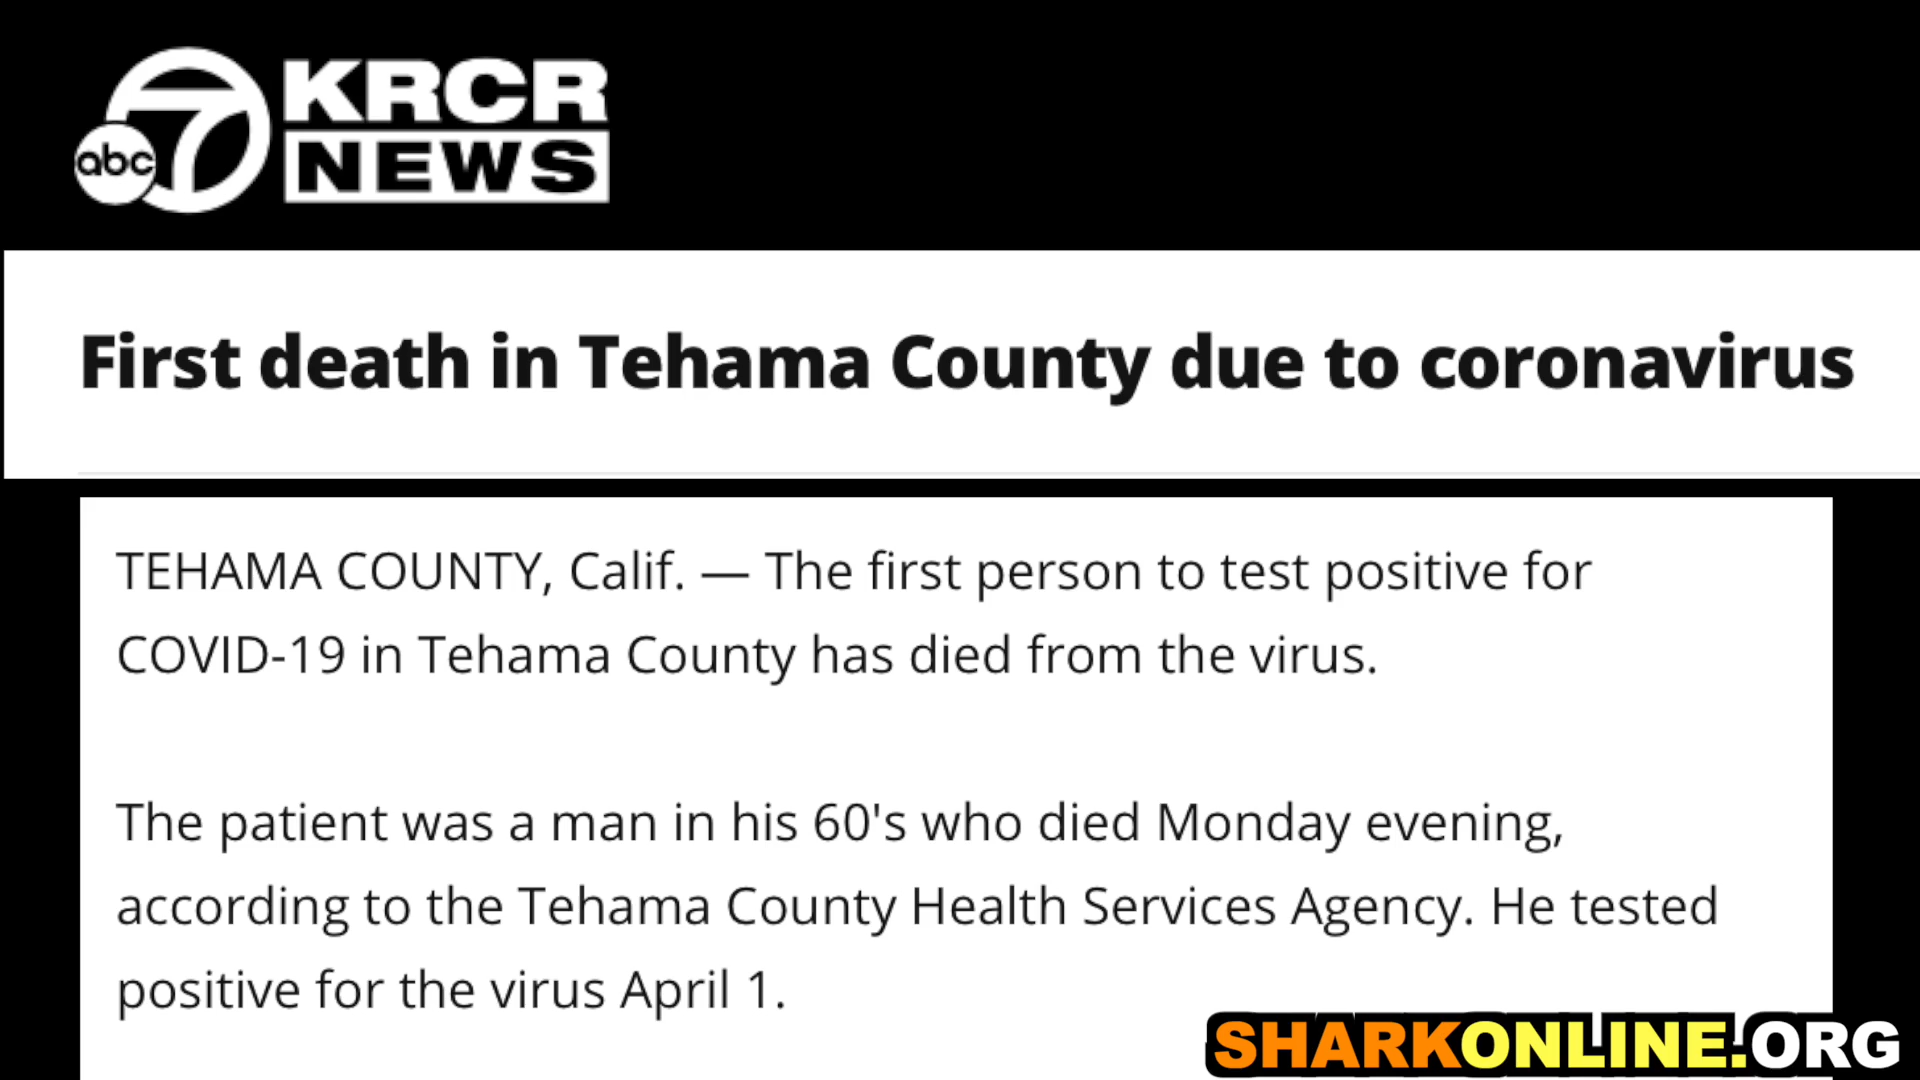 abc 7 KRCR
NEWS
First death in Tehama County due to coronavirus
TEHAMA COUNTY, Calif. — The first person to test positive for
COVID-19 in Tehama County has died from the virus.
The patient was a man in his 60's who died Monday evening,
according to the Tehama County Health Services Agency. He tested
positive for the virus April 1.
SHARKONLINE.ORG